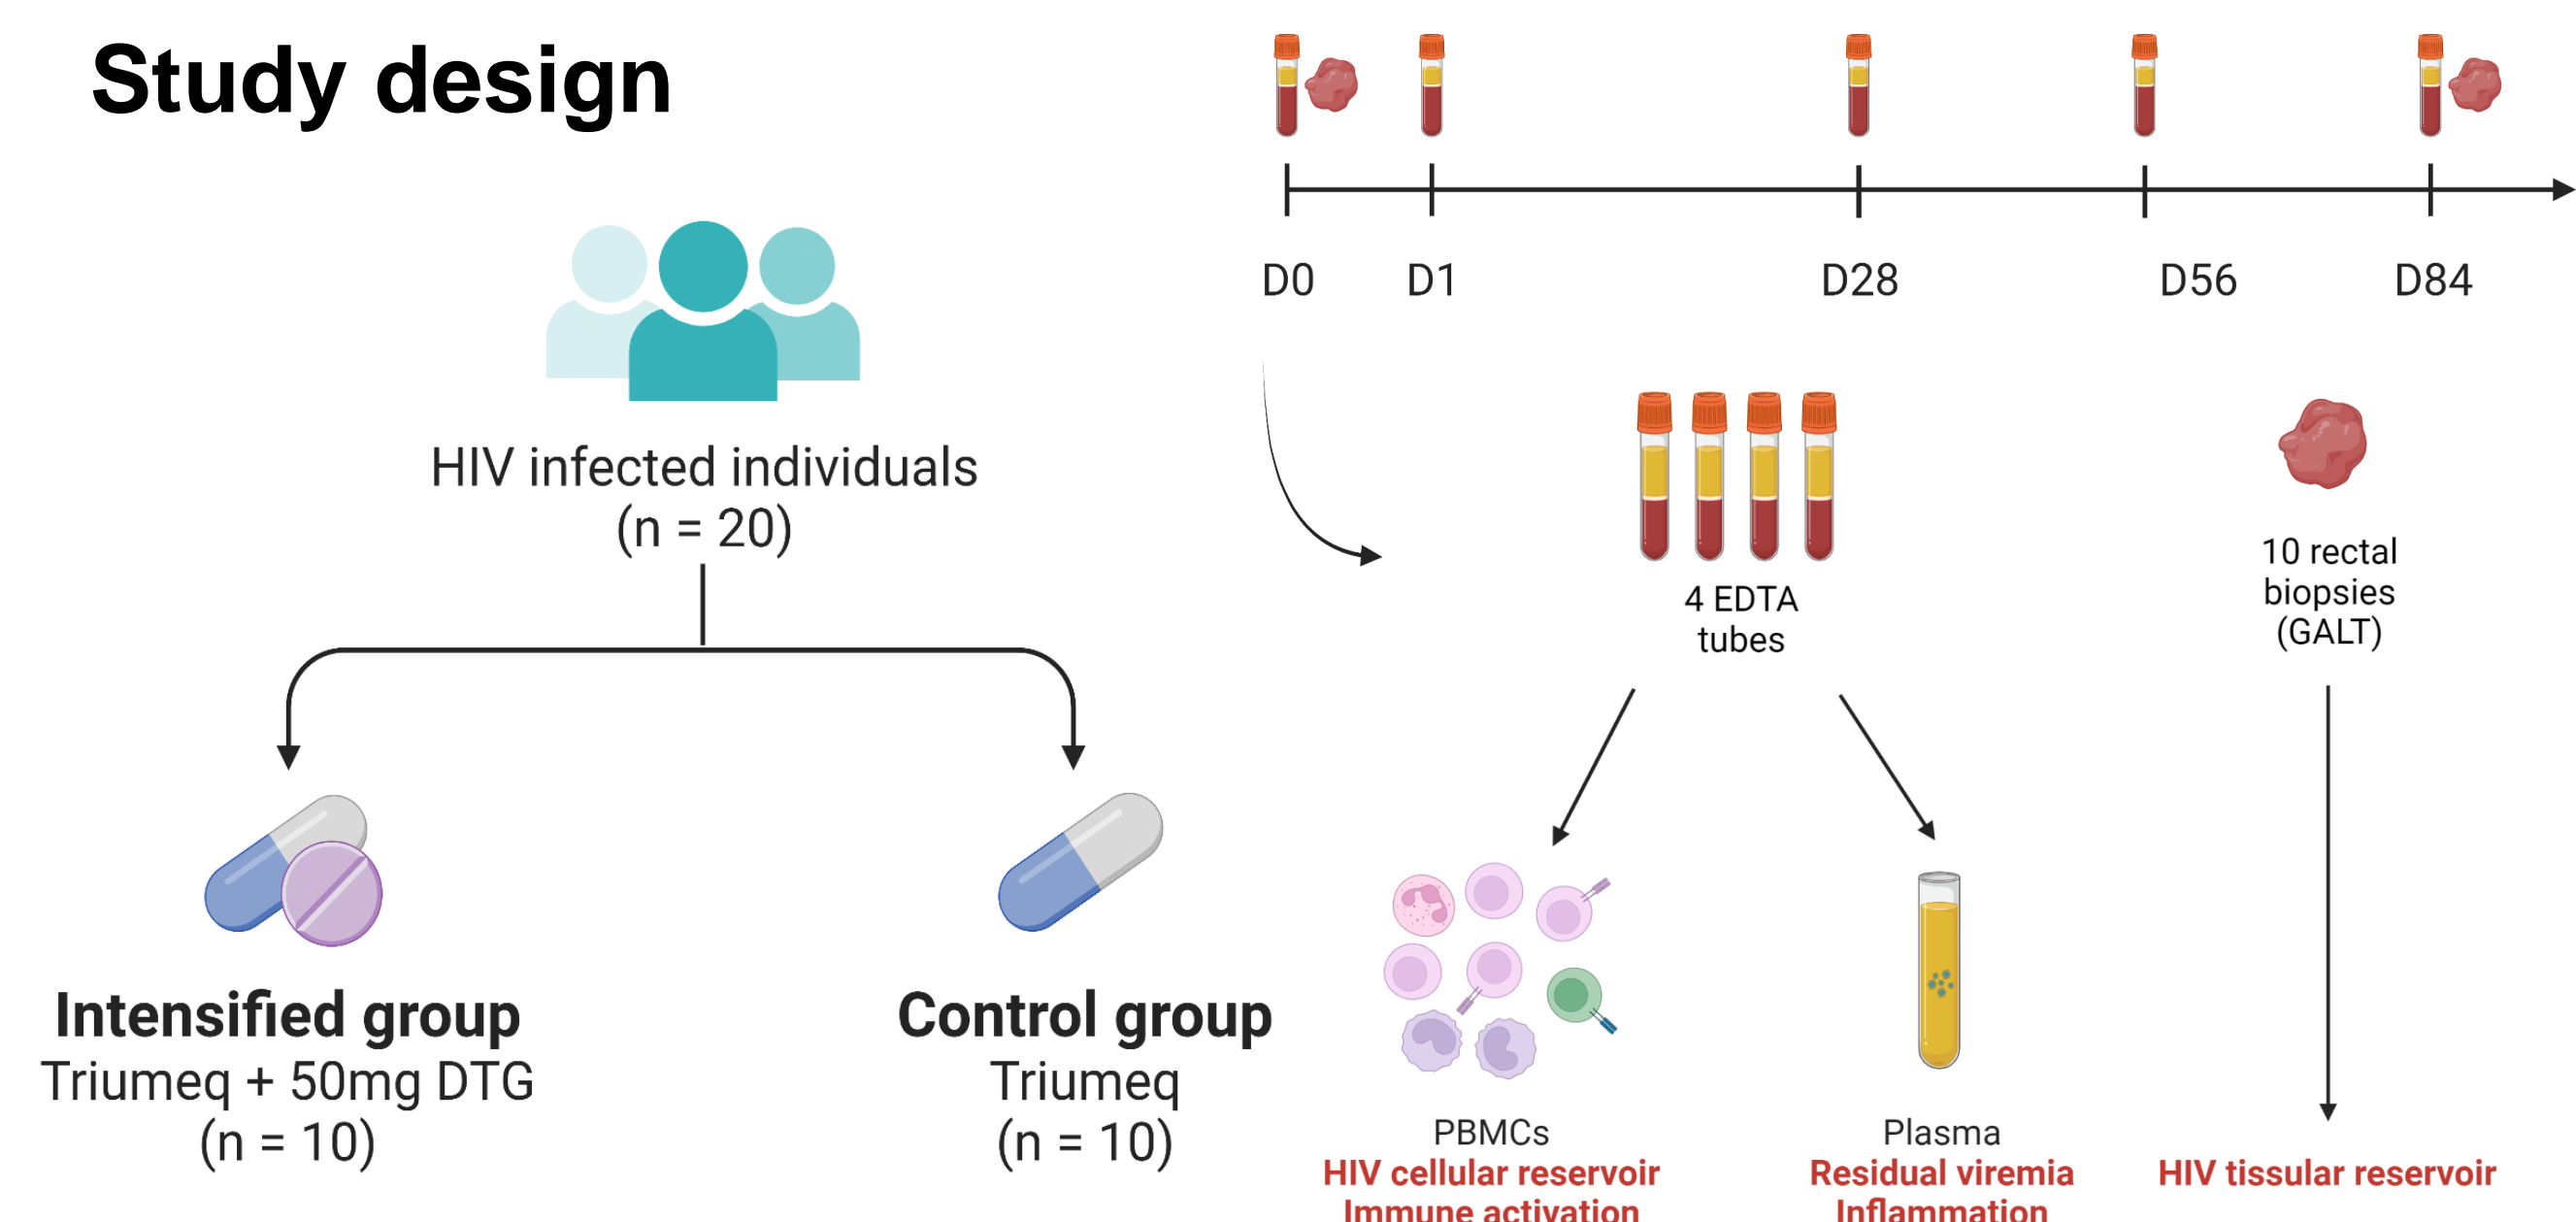 Study design
D0
D1
D28
D56
D84
HIV infected individuals
(n = 20)
Intensified group
Triumeq + 50mg DTG
(n = 10)
Control group
Triumeq
(n = 10)
4 EDTA
tubes
10 rectal
biopsies
(GALT)
PBMCs
HIV cellular reservoir
Immune activation
Plasma
Residual viremia
Inflammation
HIV tissular reservoir